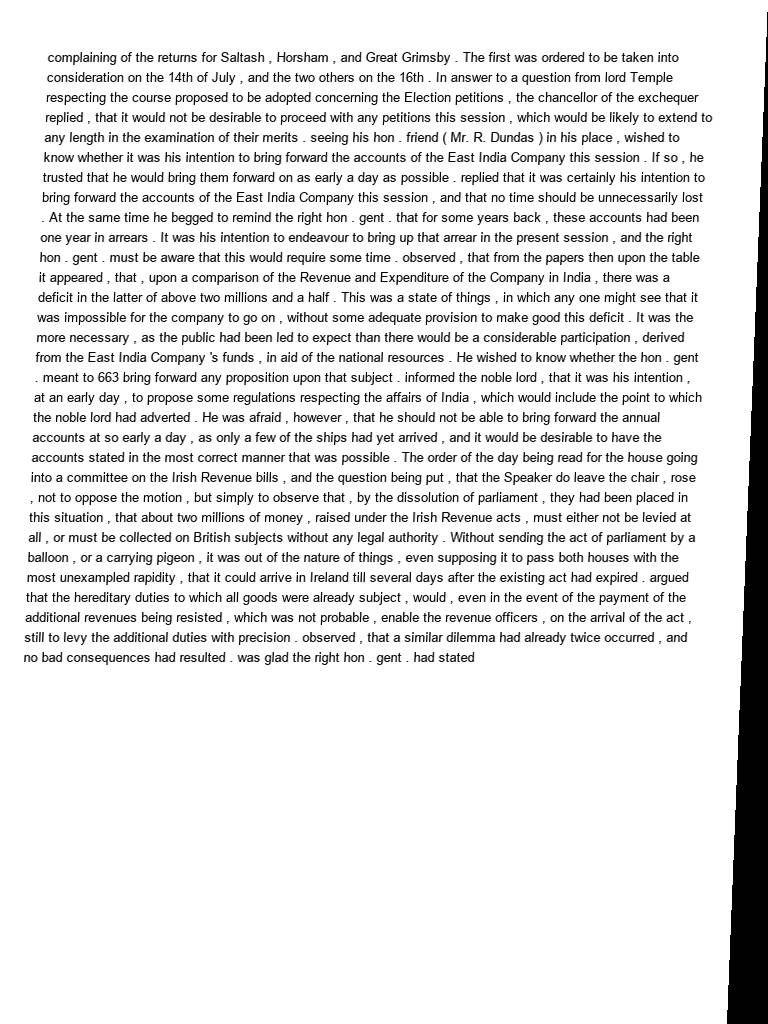 complaining of the returns for Saltash , Horsham , and Great Grimsby . The first was ordered to be taken into
consideration on the 14th of July , and the two others on the 16th . In answer to a question from lord Temple
respecting the course proposed to be adopted concerning the Election petitions , the chancellor of the exchequer
replied , that it would not be desirable to proceed with any petitions this session , which would be likely to extend to
any length in the examination of their merits . seeing his hon . friend ( Mr. R. Dundas ) in his place , wished to
know whether it was his intention to bring forward the accounts of the East India Company this session . If so , he
trusted that he would bring them forward on as early a day as possible . replied that it was certainly his intention to
bring forward the accounts of the East India Company this session , and that no time should be unnecessarily lost
. At the same time he begged to remind the right hon . gent . that for some years back , these accounts had been
one year in arrears . It was his intention to endeavour to bring up that arrear in the present session , and the right
hon . gent . must be aware that this would require some time . observed , that from the papers then upon the table
it appeared , that , upon a comparison of the Revenue and Expenditure of the Company in India , there was a
deficit in the latter of above two millions and a half . This was a state of things , in which any one might see that it
was impossible for the company to go on , without some adequate provision to make good this deficit . It was the
more necessary , as the public had been led to expect than there would be a considerable participation , derived
from the East India Company 's funds , in aid of the national resources . He wished to know whether the hon . gent
. meant to 663 bring forward any proposition upon that subject . informed the noble lord , that it was his intention ,
at an early day , to propose some regulations respecting the affairs of India , which would include the point to which
the noble lord had adverted . He was afraid , however , that he should not be able to bring forward the annual
accounts at so early a day , as only a few of the ships had yet arrived , and it would be desirable to have the
accounts stated in the most correct manner that was possible . The order of the day being read for the house going
into a committee on the Irish Revenue bills , and the question being put , that the Speaker do leave the chair , rose
, not to oppose the motion , but simply to observe that , by the dissolution of parliament , they had been placed in
this situation , that about two millions of money , raised under the Irish Revenue acts , must either not be levied at
all , or must be collected on British subjects without any legal authority . Without sending the act of parliament by a
balloon , or a carrying pigeon , it was out of the nature of things , even supposing it to pass both houses with the
most unexampled rapidity , that it could arrive in Ireland till several days after the existing act had expired . argued
that the hereditary duties to which all goods were already subject , would , even in the event of the payment of the
additional revenues being resisted , which was not probable , enable the revenue officers , on the arrival of the act ,
still to levy the additional duties with precision . observed , that a similar dilemma had already twice occurred , and
no bad consequences had resulted . was glad the right hon . gent . had stated